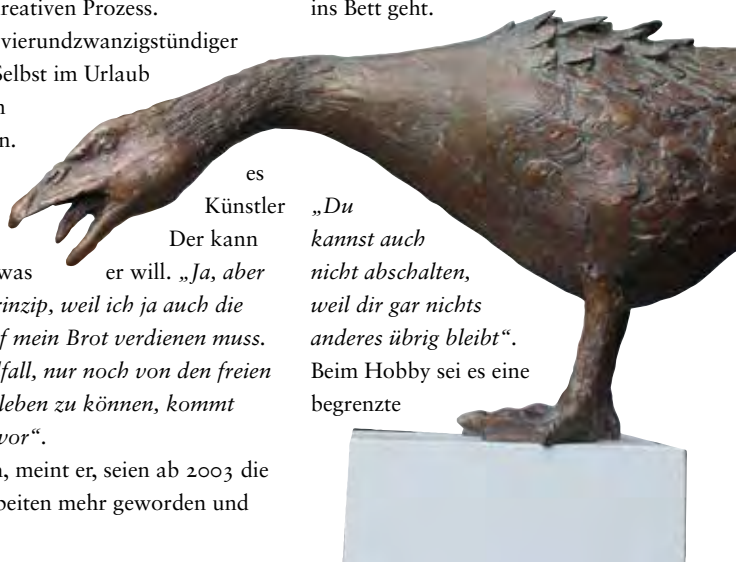 reativen Prozess.
vierundzwanzigstündiger
Selbst im Urlaub
n
n.
es
Künstler
Der kann
was er will. „Ja, aber
rinzip, weil ich ja auch die
f mein Brot verdienen muss.
fall, nur noch von den freien
leben zu können, kommt
vor“.
n, meint er, seien ab 2003 die
beiten mehr geworden und
ins Bett geht.
„Du
kannst auch
nicht abschalten,
weil dir gar nichts
anderes übrig bleibt“.
Beim Hobby sei es eine
begrenzte